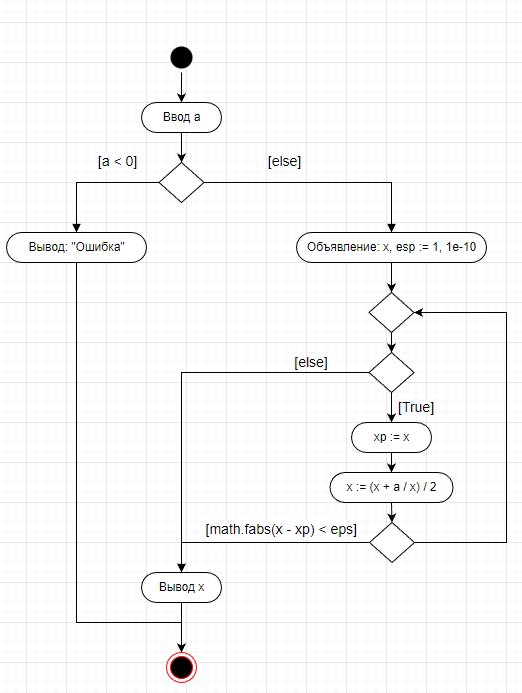 Ввод a
[a < 0]
[else]
Вывод: "Ошибка"
Объявление: x, esp := 1, 1e-10
[else]
[True]
xp := x
x := (x + a / x) / 2
[math.fabs(x - xp) < eps]
Вывод x